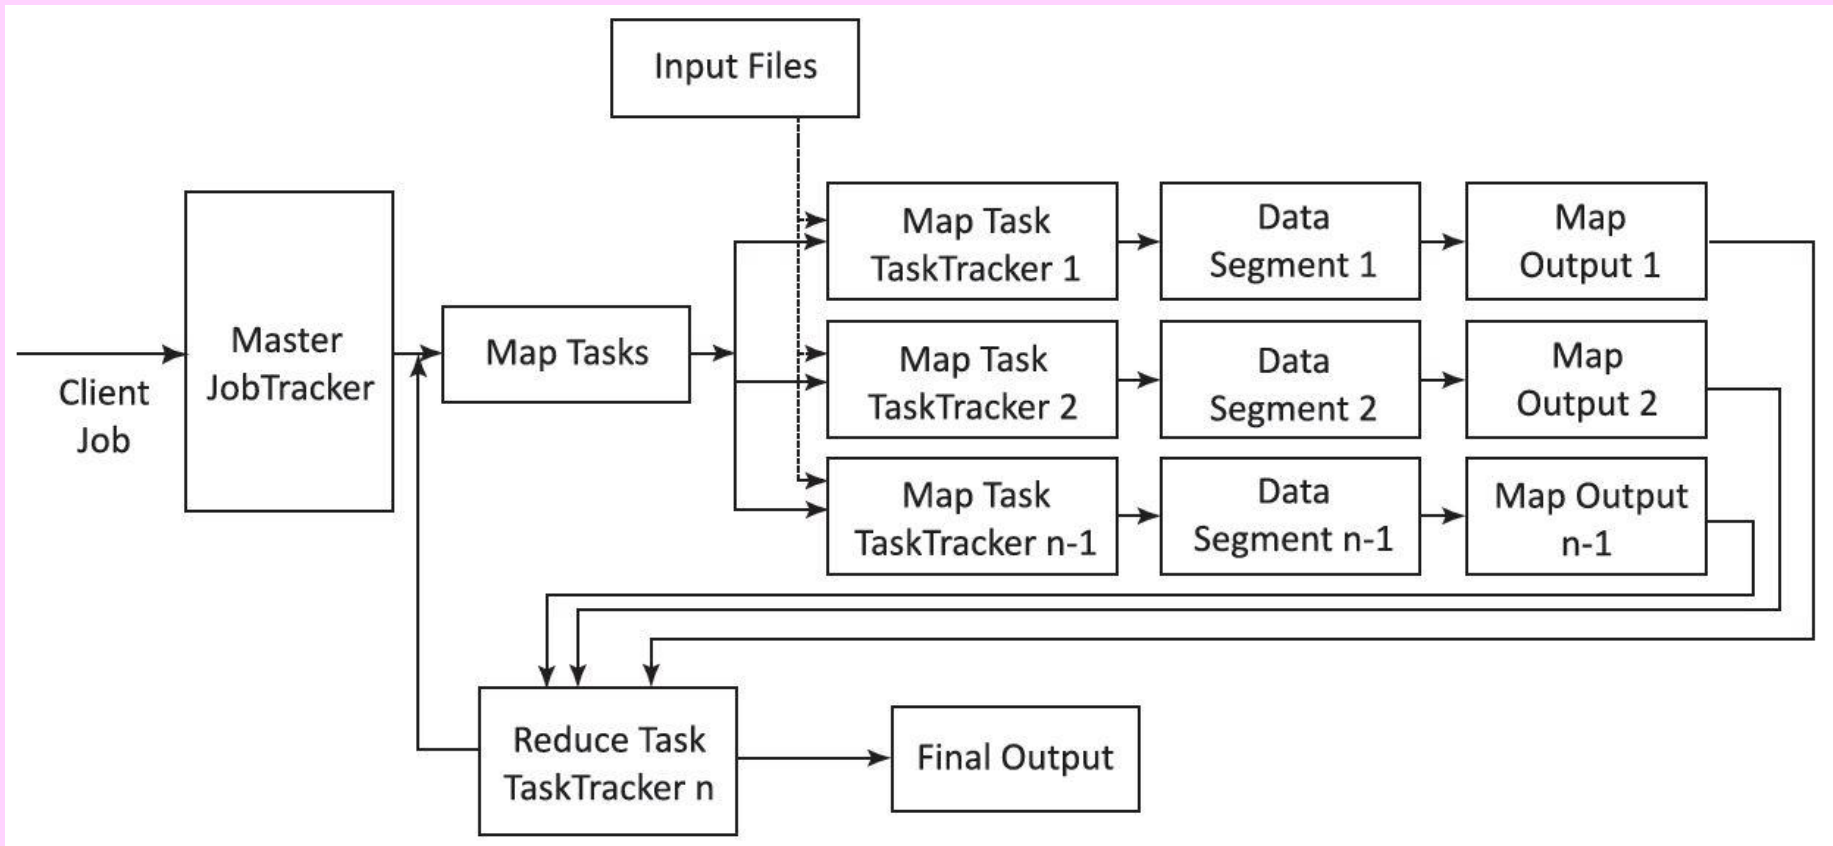 Input Files
Client
Job
Master
JobTracker
Map Tasks
Map Task
TaskTracker 1
Data
Segment 1
Map
Output 1
Map Task
TaskTracker 2
Data
Segment 2
Map
Output 2
Map Task
TaskTracker n-1
Data
Segment n-1
Map Output
n-1
Reduce Task
TaskTracker n
Final Output